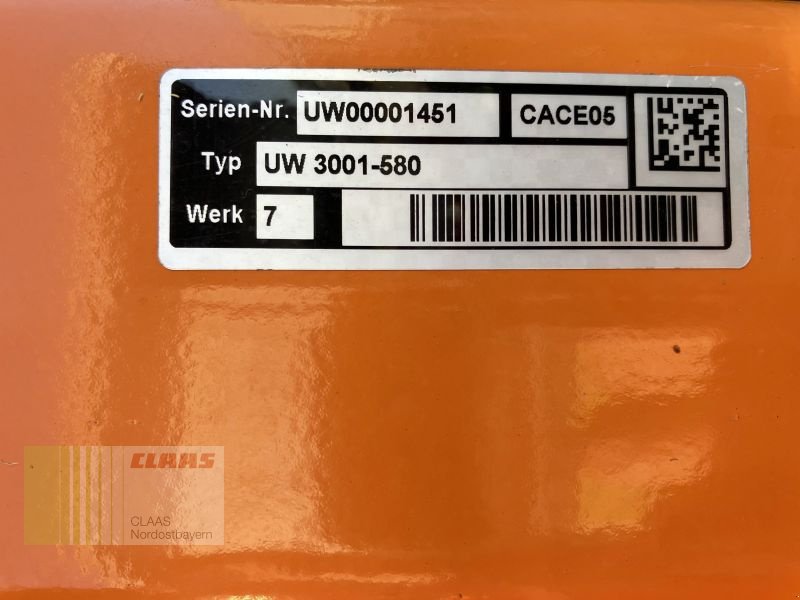 Serien-Nr. UW00001451 CACE05
Typ UW 3001-580
Werk 7
CLAAS
CLAAS
Nordostbayern